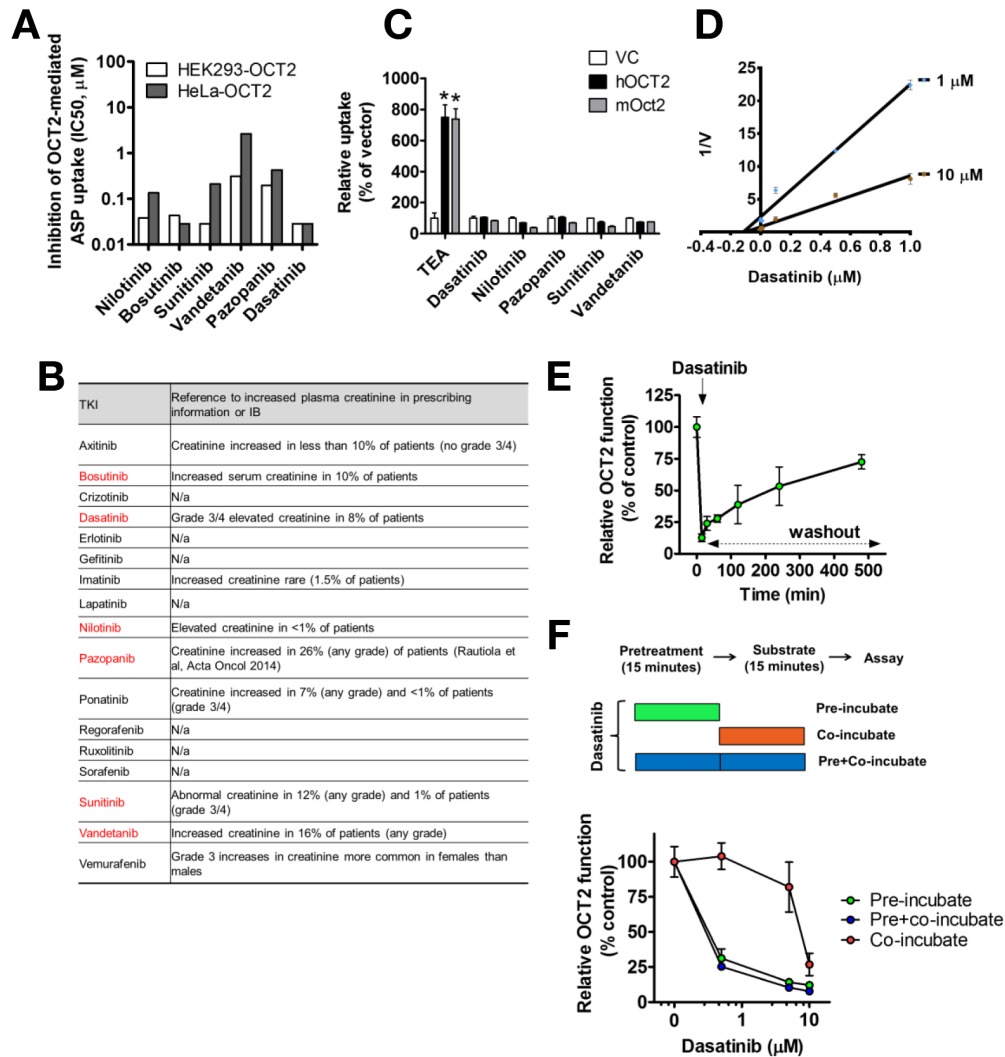 A
Inhibition of OCT2-mediated
ASP uptake (IC50, μM)
100
10
1
0.1
0.01
HEK293-OCT2
HeLa-OCT2
Nilotinib
Bosutinib
Sunitinib
Vandetanib
Pazopanib
Dasatinib
C
Relative uptake
(% of vector)
1000
800
600
400
200
0
VC
hOCT2
mOct2
* *
TEA
Dasatinib
Nilotinib
Pazopanib
Sunitinib
Vandetanib
D
1/V
25
20
15
10
5
1 μM
10 μM
-0.4 -0.2 0.0 0.2 0.4 0.6 0.8 1.0
Dasatinib (μM)
B
TKI Reference to increased plasma creatinine in prescribing
information or IB
Axitinib Creatinine increased in less than 10% of patients (no grade 3/4)
Bosutinib Increased serum creatinine in 10% of patients
Crizotinib N/a
Dasatinib Grade 3/4 elevated creatinine in 8% of patients
Erlotinib N/a
Gefitinib N/a
Imatinib Increased creatinine rare (1.5% of patients)
Lapatinib N/a
Nilotinib Elevated creatinine in <1% of patients
Pazopanib Creatinine increased in 26% (any grade) of patients (Rautiola
et al, Acta Oncol 2014)
Ponatinib Creatinine increased in 7% (any grade) and <1% of patients
(grade 3/4)
Regorafenib N/a
Ruxolitinib N/a
Sorafenib N/a
Sunitinib Abnormal creatinine in 12% (any grade) and 1% of patients
(grade 3/4)
Vandetanib Increased creatinine in 16% of patients (any grade)
Vemurafenib Grade 3 increases in creatinine more common in females than
males
E
Dasatinib
Relative OCT2 function
(% of control)
125
100
75
50
25
0
washout
0 100 200 300 400 500
Time (min)
F
Pretreatment → Substrate → Assay
(15 minutes) (15 minutes)
Dasatinib
Pre-incubate
Co-incubate
Pre+Co-incubate
Relative OCT2 function
(% control)
100
75
50
25
0
0 1 10
Dasatinib (μM)
Pre-incubate
Pre+co-incubate
Co-incubate